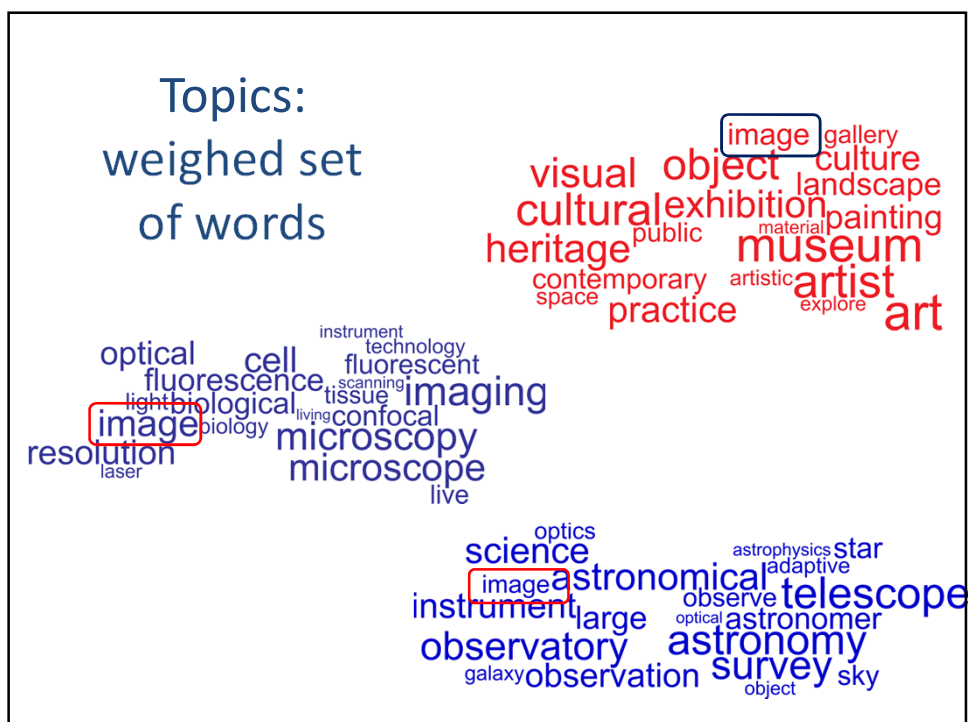 Topics:
weighed set
of words
image gallery
visual object culture
landscape
cultural exhibition painting
material
heritage public museum
contemporary artistic artist
space practice explore art
instrument
optical cell technology
fluorescent
fluorescence scanning imaging
light biological tissue
living confocal
image biology microscopy
resolution microscope
laser
live
optics
science astrophysics star
adaptive
image astronomical telescope
instrument observe
large optical astronomer
observatory astronomy
galaxy observation survey sky
object